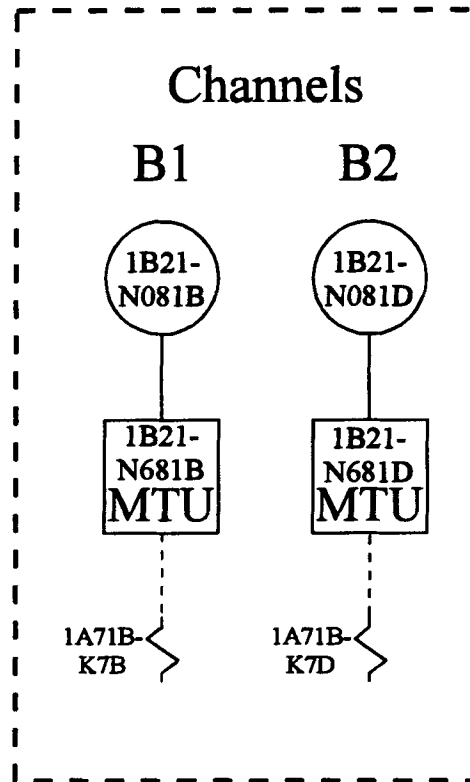 Channels
B1 B2
1B21-
N081B
1B21-
N081D
1B21-
N681B
MTU
1B21-
N681D
MTU
1A71B-
K7B
1A71B-
K7D